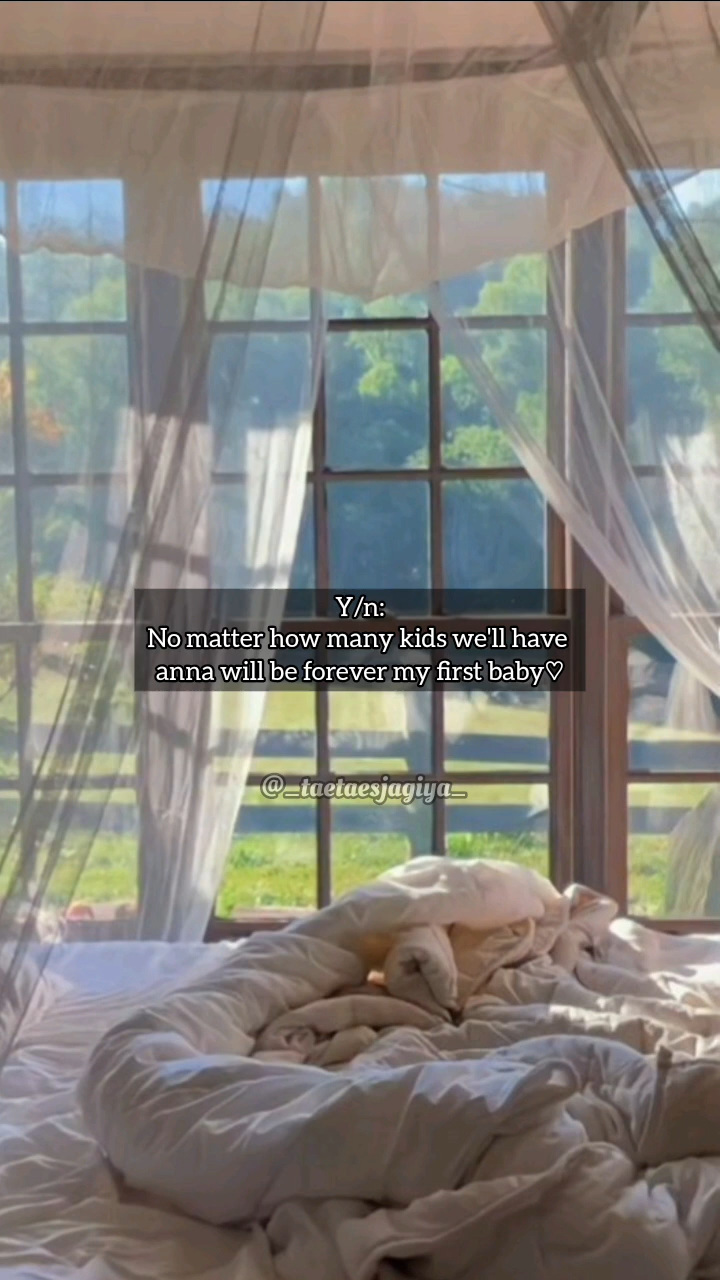 Y/n:
No matter how many kids we'll have
anna will be forever my first baby♡
@_taetaesjagiya_